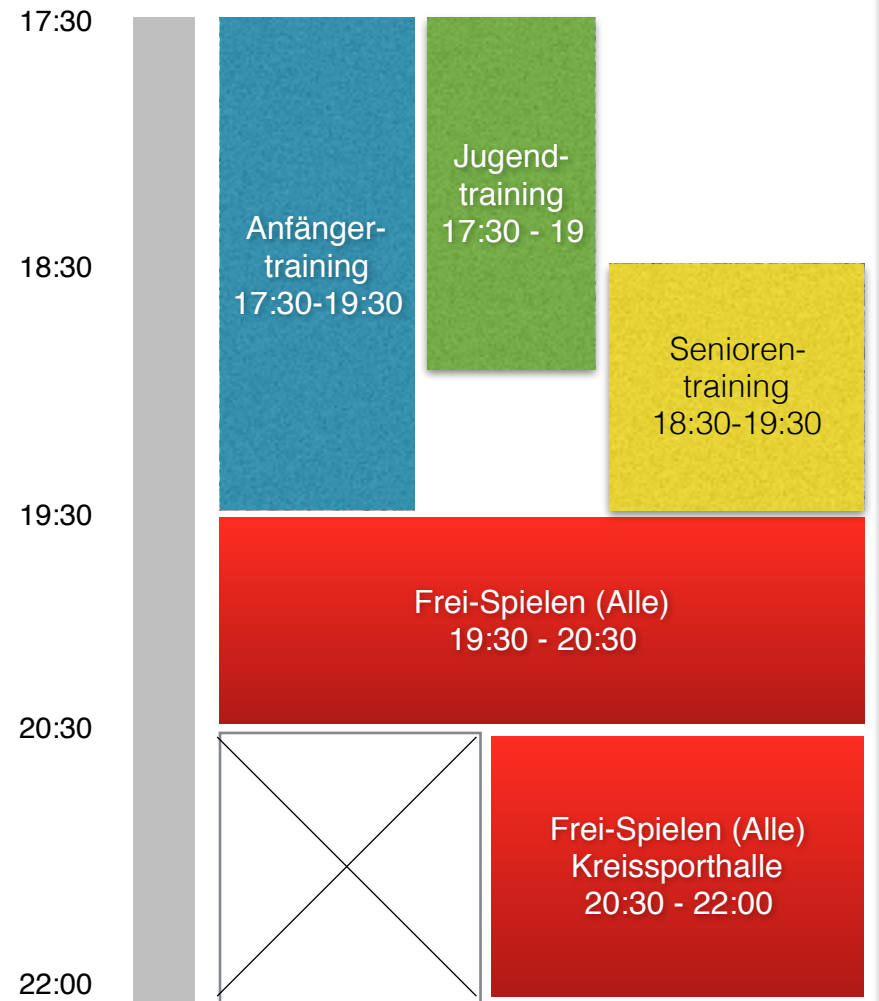 17:30
Anfänger-
training
17:30-19:30
Jugend-
training
17:30 - 19
18:30
Senioren-
training
18:30-19:30
19:30
Frei-Spielen (Alle)
19:30 - 20:30
20:30
Frei-Spielen (Alle)
Kreissporthalle
20:30 - 22:00
22:00